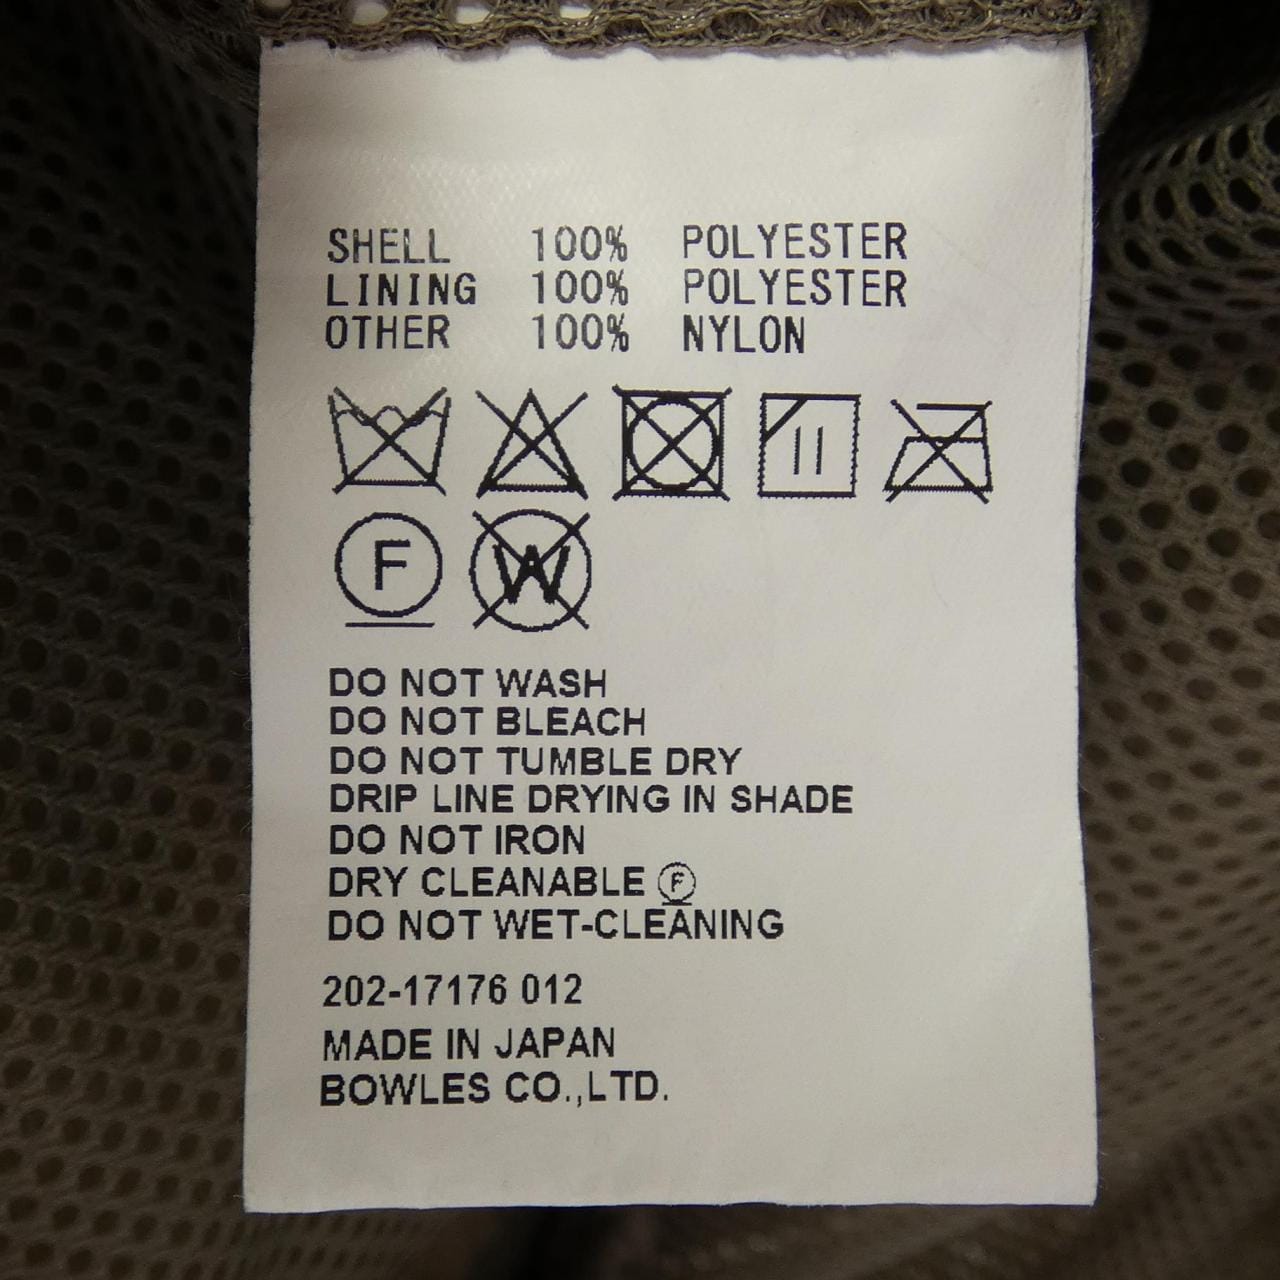 SHELL 100% POLYESTER
LINING 100% POLYESTER
OTHER 100% NYLON
F W
DO NOT WASH
DO NOT BLEACH
DO NOT TUMBLE DRY
DRIP LINE DRYING IN SHADE
DO NOT IRON
DRY CLEANABLE Ⓕ
DO NOT WET-CLEANING
202-17176 012
MADE IN JAPAN
BOWLES CO.,LTD.